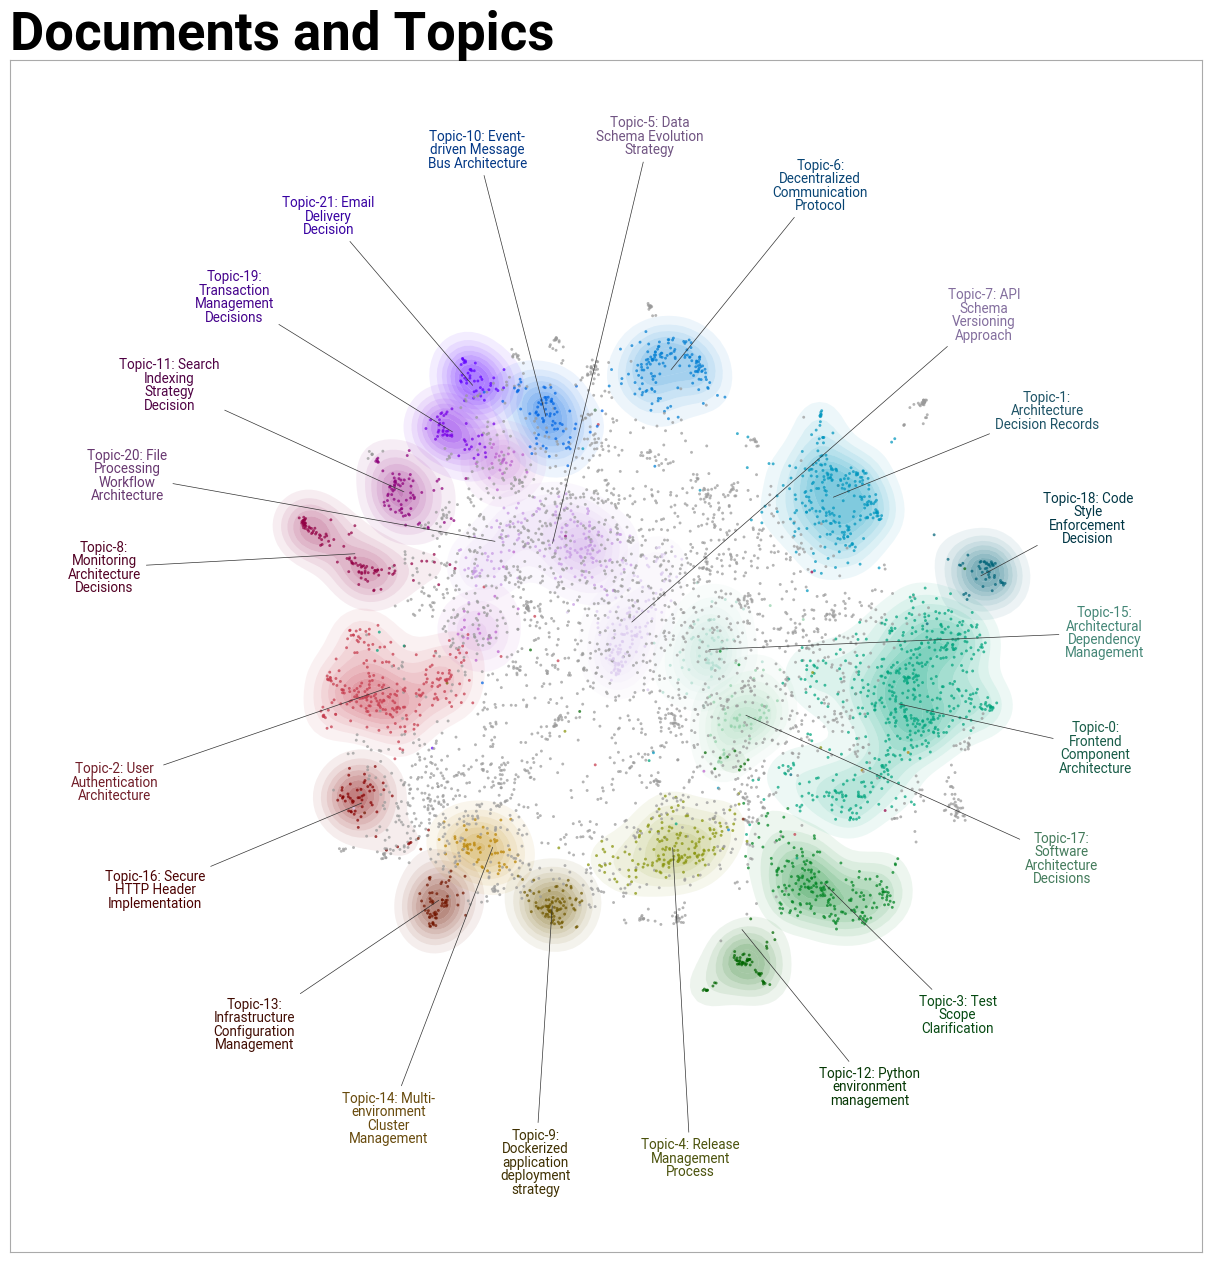 Documents and Topics
Topic-5: Data
Schema Evolution
Strategy
Topic-10: Event-
driven Message
Bus Architecture
Topic-6:
Decentralized
Communication
Protocol
Topic-21: Email
Delivery
Decision
Topic-19:
Transaction
Management
Decisions
Topic-7: API
Schema
Versioning
Approach
Topic-11: Search
Indexing
Strategy
Decision
Topic-1:
Architecture
Decision Records
Topic-20: File
Processing
Workflow
Architecture
Topic-18: Code
Style
Enforcement
Decision
Topic-8:
Monitoring
Architecture
Decisions
Topic-15:
Architectural
Dependency
Management
Topic-0:
Frontend
Component
Architecture
Topic-2: User
Authentication
Architecture
Topic-17:
Software
Architecture
Decisions
Topic-16: Secure
HTTP Header
Implementation
Topic-3: Test
Scope
Clarification
Topic-13:
Infrastructure
Configuration
Management
Topic-12: Python
environment
management
Topic-14: Multi-
environment
Cluster
Management
Topic-9:
Dockerized
application
deployment
strategy
Topic-4: Release
Management
Process